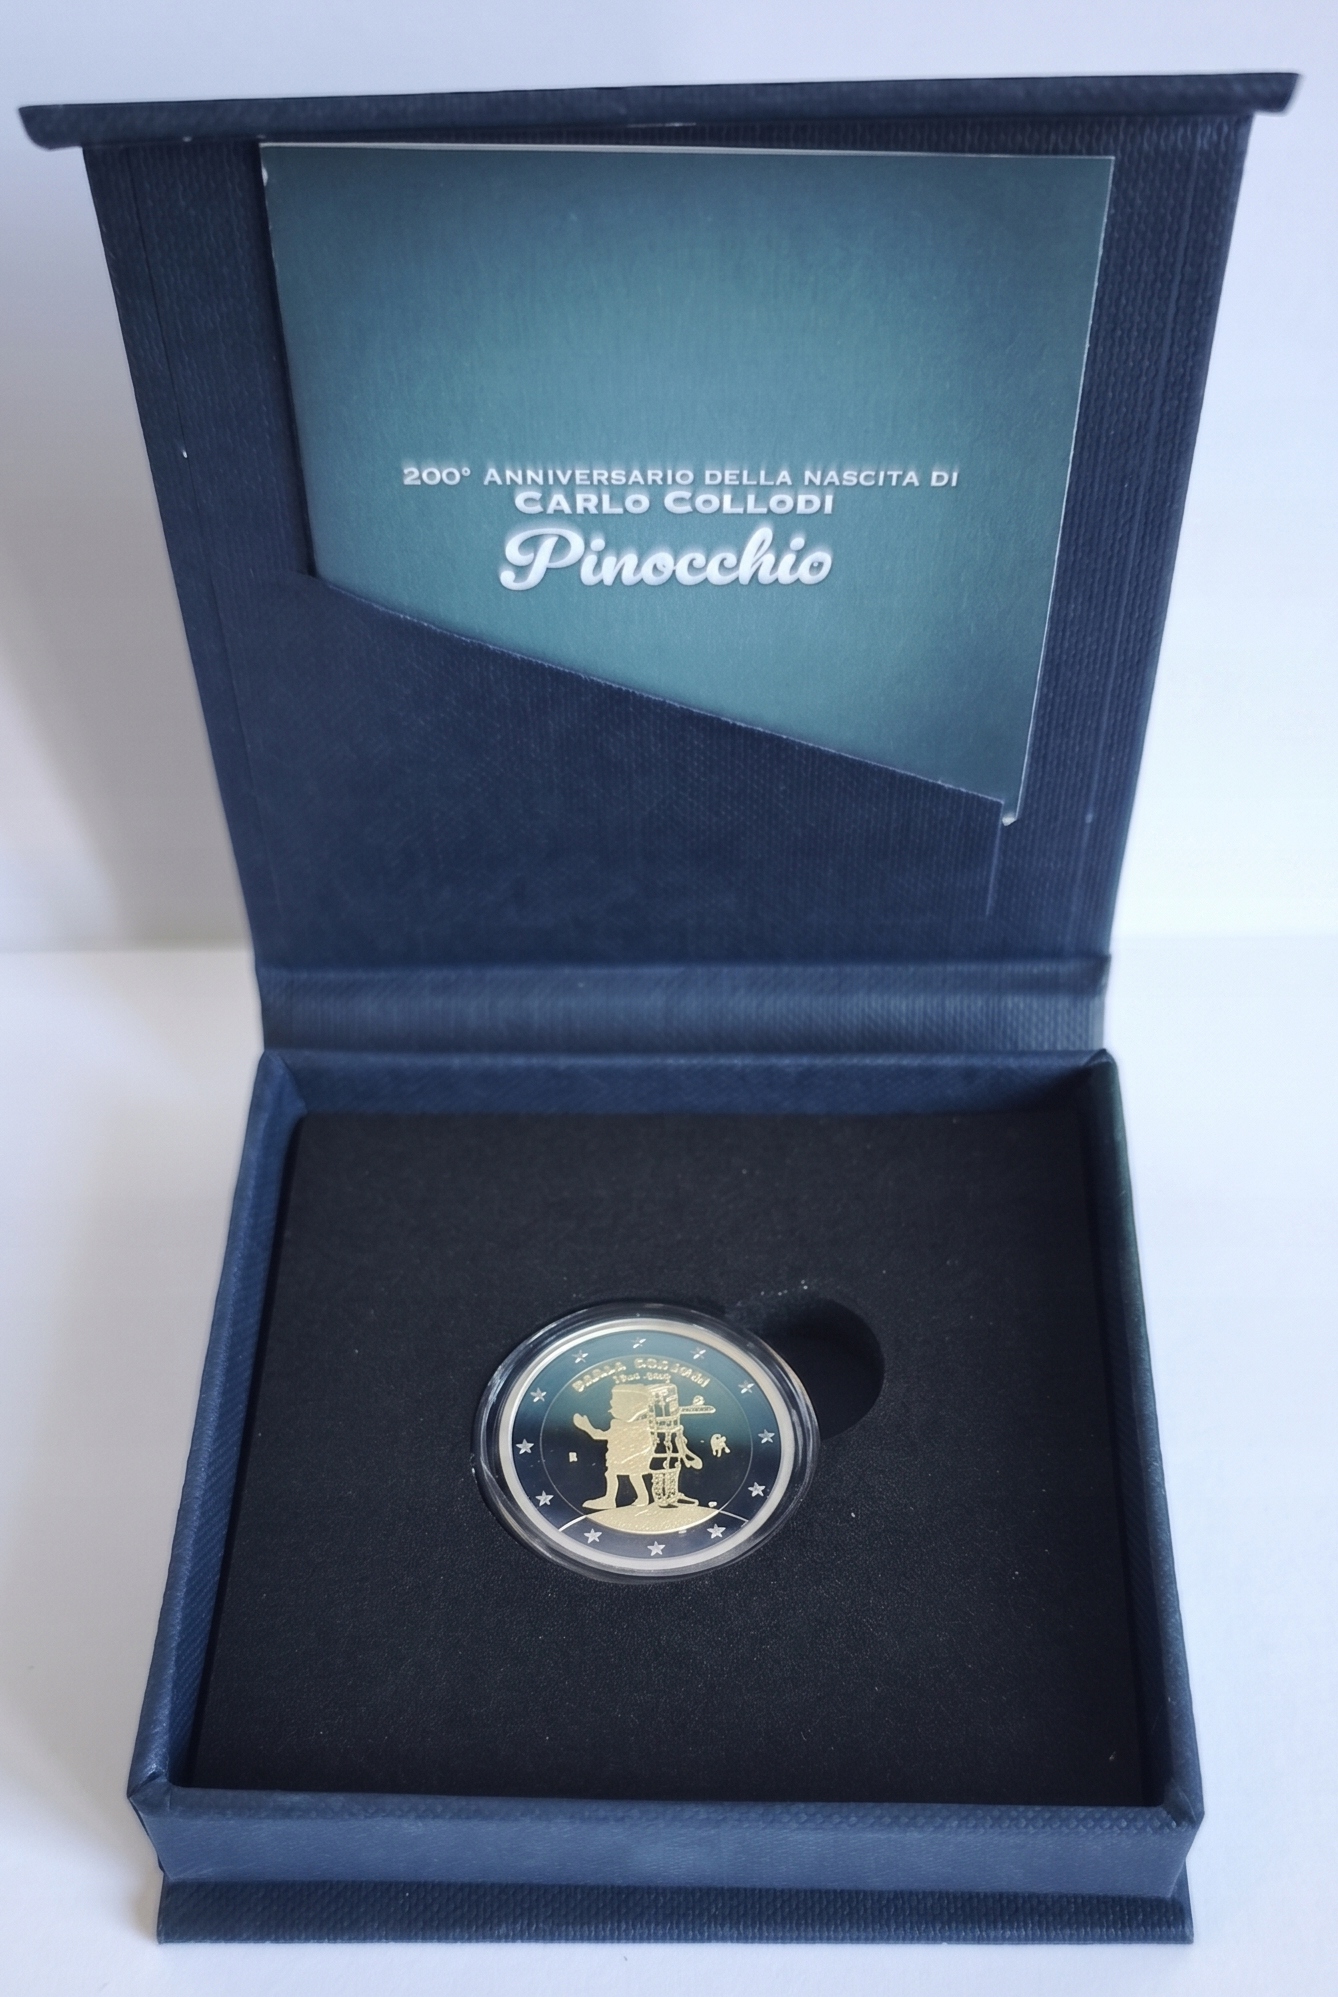 200° ANNIVERSARIO DELLA NASCITA DI
CARLO COLLODI
Pinocchio
R